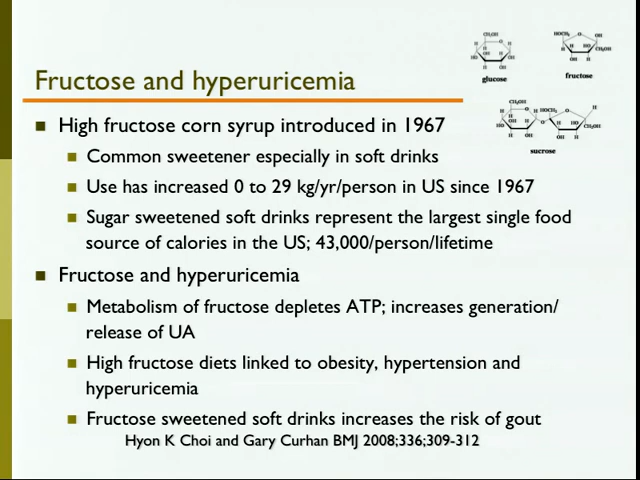 glucose
fructose
sucrose
Fructose and hyperuricemia
High fructose corn syrup introduced in 1967
Common sweetener especially in soft drinks
Use has increased 0 to 29 kg/yr/person in US since 1967
Sugar sweetened soft drinks represent the largest single food
source of calories in the US; 43,000/person/lifetime
Fructose and hyperuricemia
Metabolism of fructose depletes ATP; increases generation/
release of UA
High fructose diets linked to obesity, hypertension and
hyperuricemia
Fructose sweetened soft drinks increases the risk of gout
Hyon K Choi and Gary Curhan BMJ 2008;336;309-312